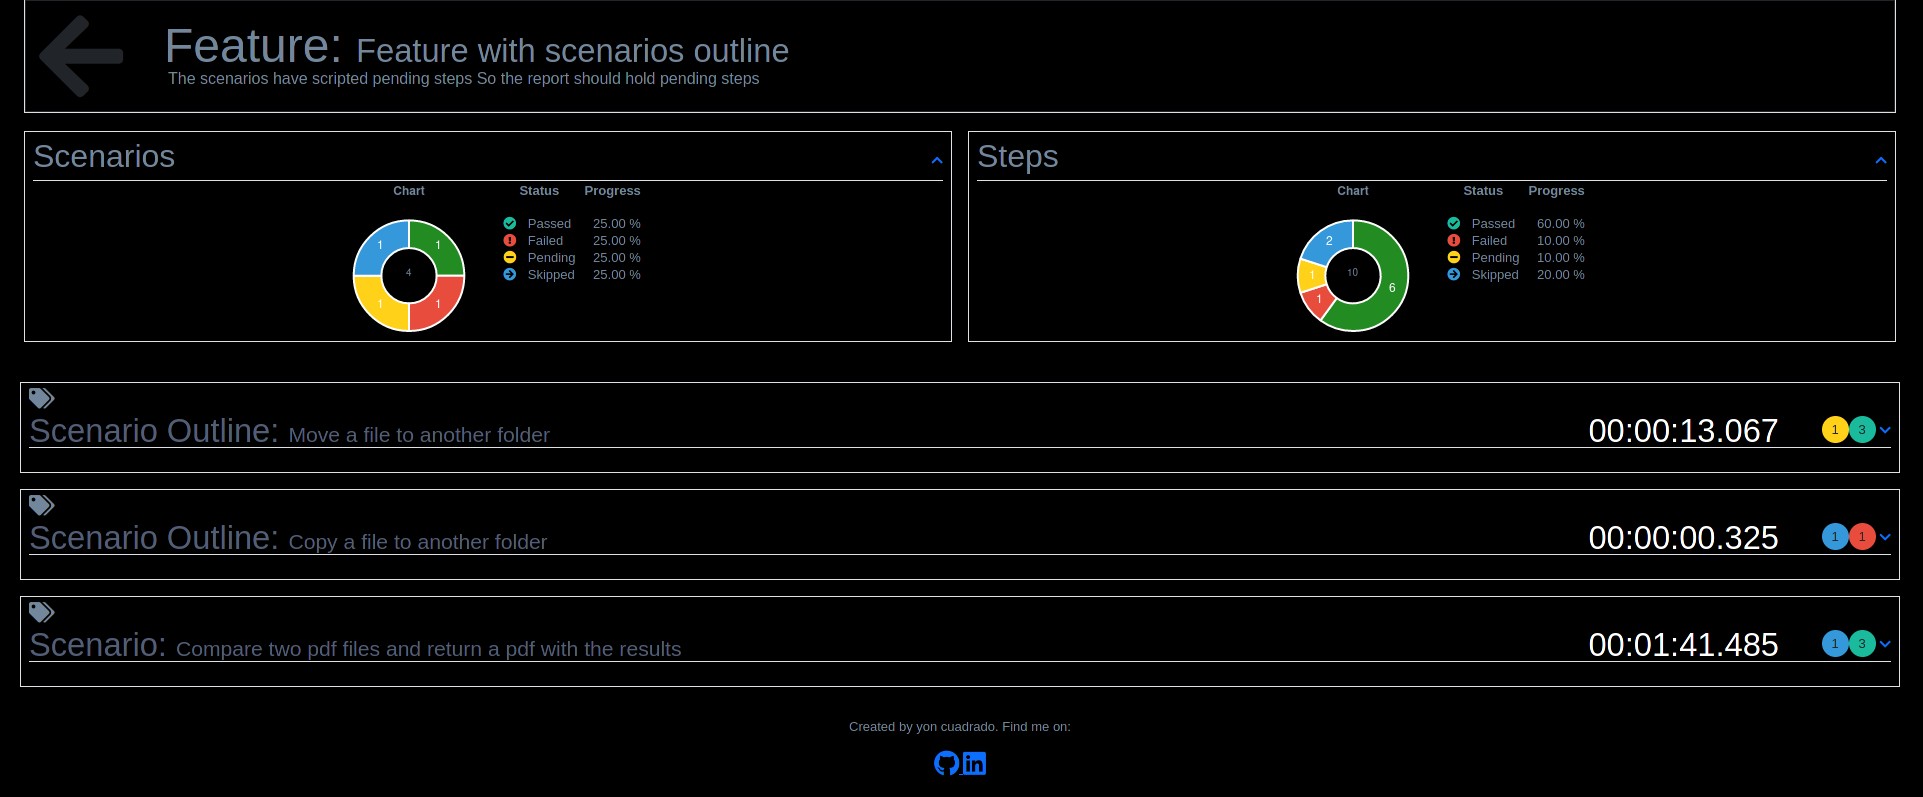 Feature: Feature with scenarios outline
The scenarios have scripted pending steps So the report should hold pending steps
Scenarios
Chart Status Progress
Passed 25.00 %
Failed 25.00 %
Pending 25.00 %
Skipped 25.00 %
1 1
4
1 1
Steps
Chart Status Progress
Passed 60.00 %
Failed 10.00 %
Pending 10.00 %
Skipped 20.00 %
2
1 10
6
1
Scenario Outline: Move a file to another folder 00:00:13.067 1 3
Scenario Outline: Copy a file to another folder 00:00:00.325 1 1
Scenario: Compare two pdf files and return a pdf with the results 00:01:41.485 1 3
Created by yon cuadrado. Find me on:
in